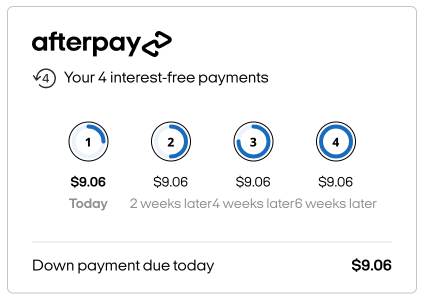 afterpay
4 Your 4 interest-free payments
1 2 3 4
$9.06 $9.06 $9.06 $9.06
Today 2 weeks later 4 weeks later 6 weeks later
Down payment due today $9.06